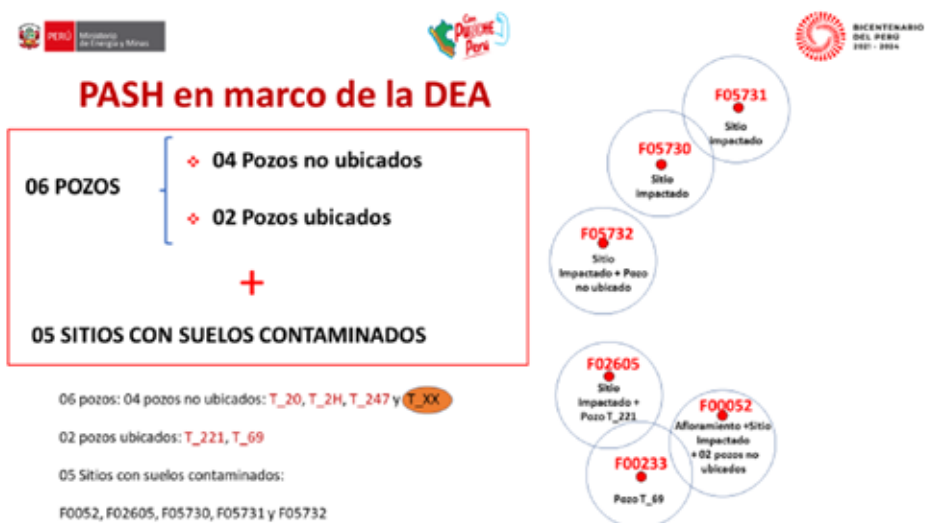 PERÚ
Ministerio
de Energía y Minas
Con
PUNCHE
Perú
BICENTENARIO
DEL PERÚ
2021 - 2024
PASH en marco de la DEA
06 POZOS
04 Pozos no ubicados
02 Pozos ubicados
+
05 SITIOS CON SUELOS CONTAMINADOS
06 pozos: 04 pozos no ubicados: T_20, T_2H, T_247 y T_XX
02 pozos ubicados: T_221, T_69
05 Sitios con suelos contaminados:
F0052, F02605, F05730, F05731 y F05732
F05731
Sitio
impactado
F05730
Sitio
impactado
F05732
Sitio
Impactado + Pozo
no ubicado
F02605
Sitio
Impactado +
Pozo T_221
F00052
Afloramiento +Sitio
Impactado
+ 02 pozos no
ubicados
F00233
Pozo T_69